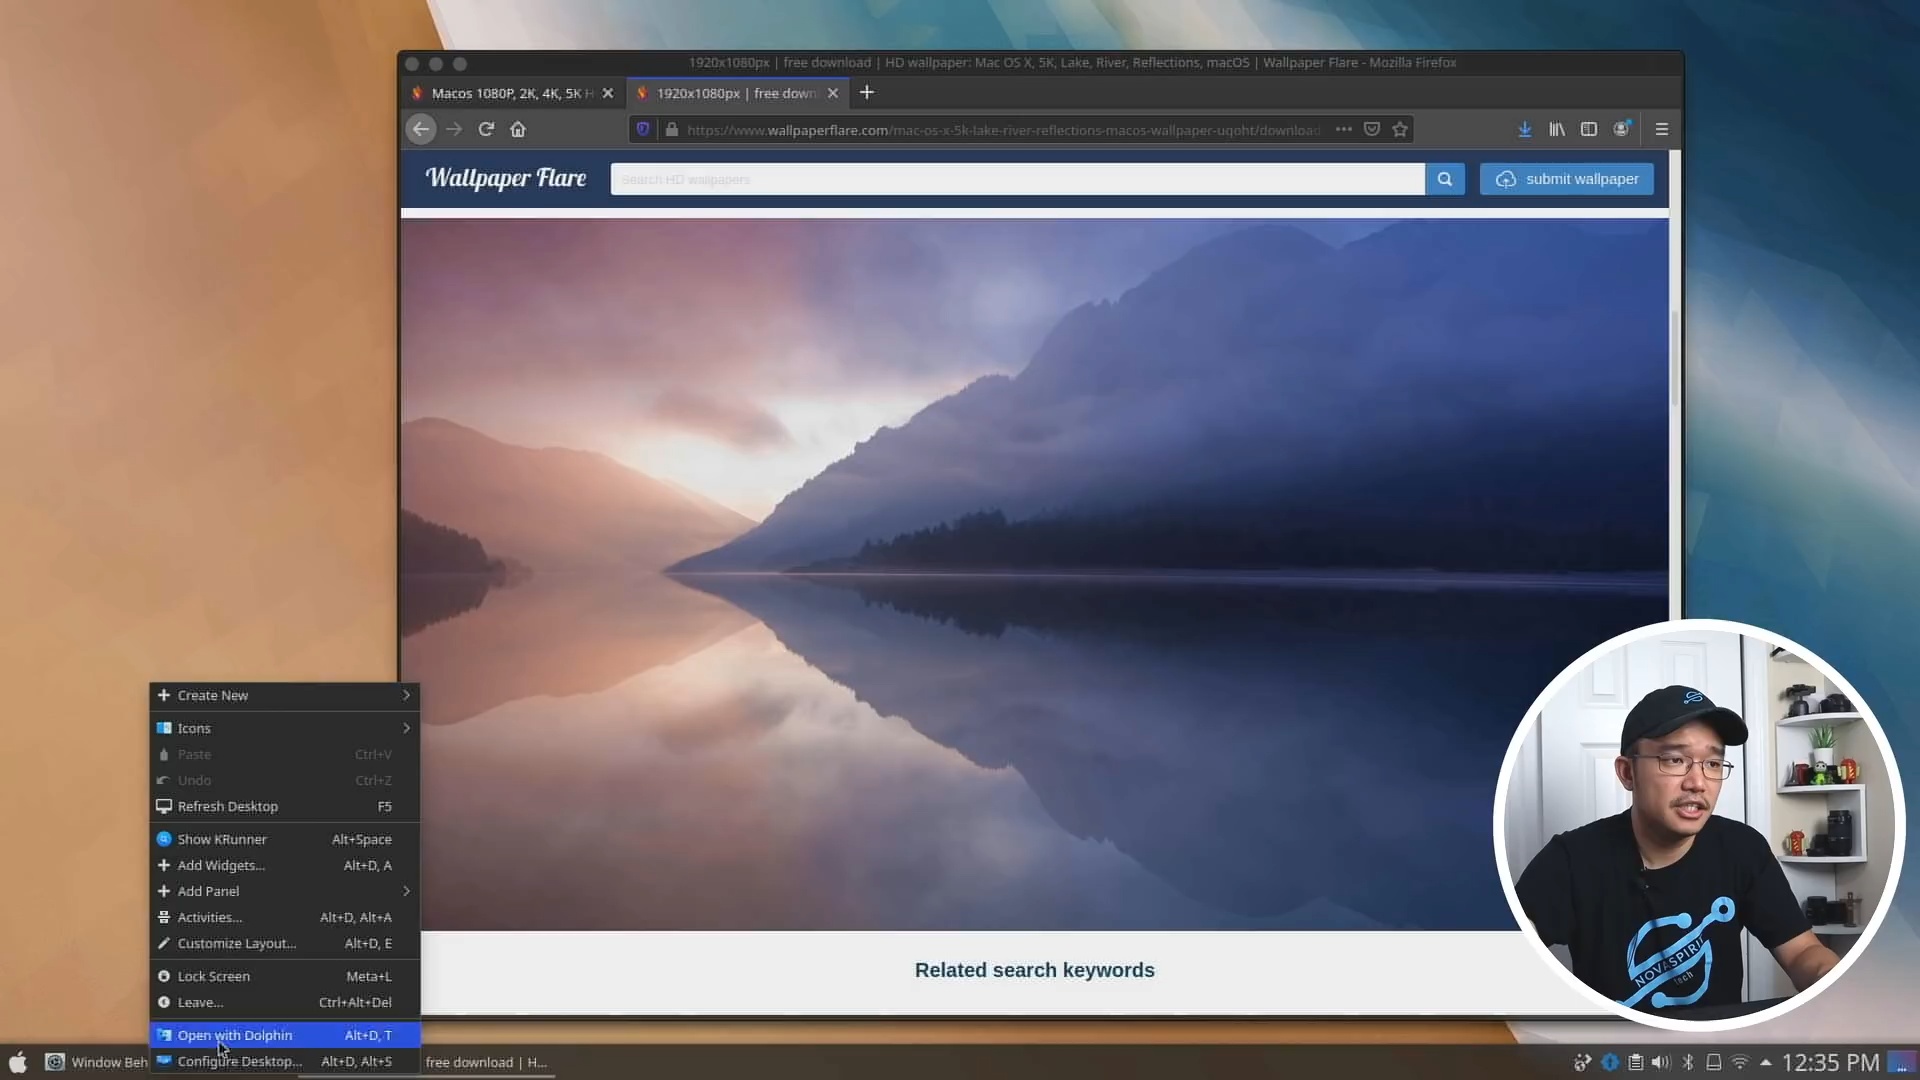 1920x1080px | free download | HD wallpaper: Mac OS X, 5K, Lake, River, Reflections, macOS | Wallpaper Flare - Mozilla Firefox
Macos 1080P, 2K, 4K, 5K H
1920x1080px | free down
https://www.wallpaperflare.com/mac-os-x-5k-lake-river-reflections-macos-wallpaper-uqoht/download
Wallpaper Flare
Search HD wallpapers
submit wallpaper
Create New
Icons
Paste Ctrl+V
Undo Ctrl+Z
Refresh Desktop F5
Show KRunner Alt+Space
Add Widgets... Alt+D, A
Add Panel
Activities... Alt+D, Alt+A
Customize Layout... Alt+D, E
Lock Screen Meta+L
Leave... Ctrl+Alt+Del
Open with Dolphin Alt+D, T
Configure Desktop... Alt+D, Alt+S
Related search keywords
NOVASPIRIT
tech
Window Beh
free download | H...
12:35 PM